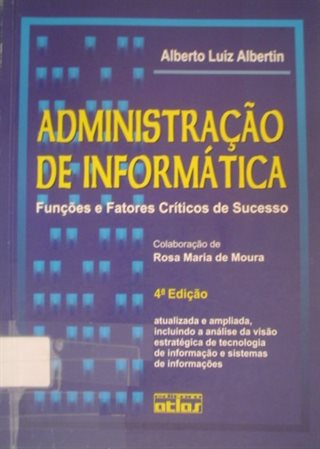 Alberto Luiz Albertin
ADMINISTRAÇÃO
DE INFORMÁTICA
Funções e Fatores Críticos de Sucesso
Colaboração de
Rosa Maria de Moura
4ª Edição
atualizada e ampliada,
incluindo a análise da visão
estratégica de tecnologia
de informação e sistemas
de informações
editora
atlas